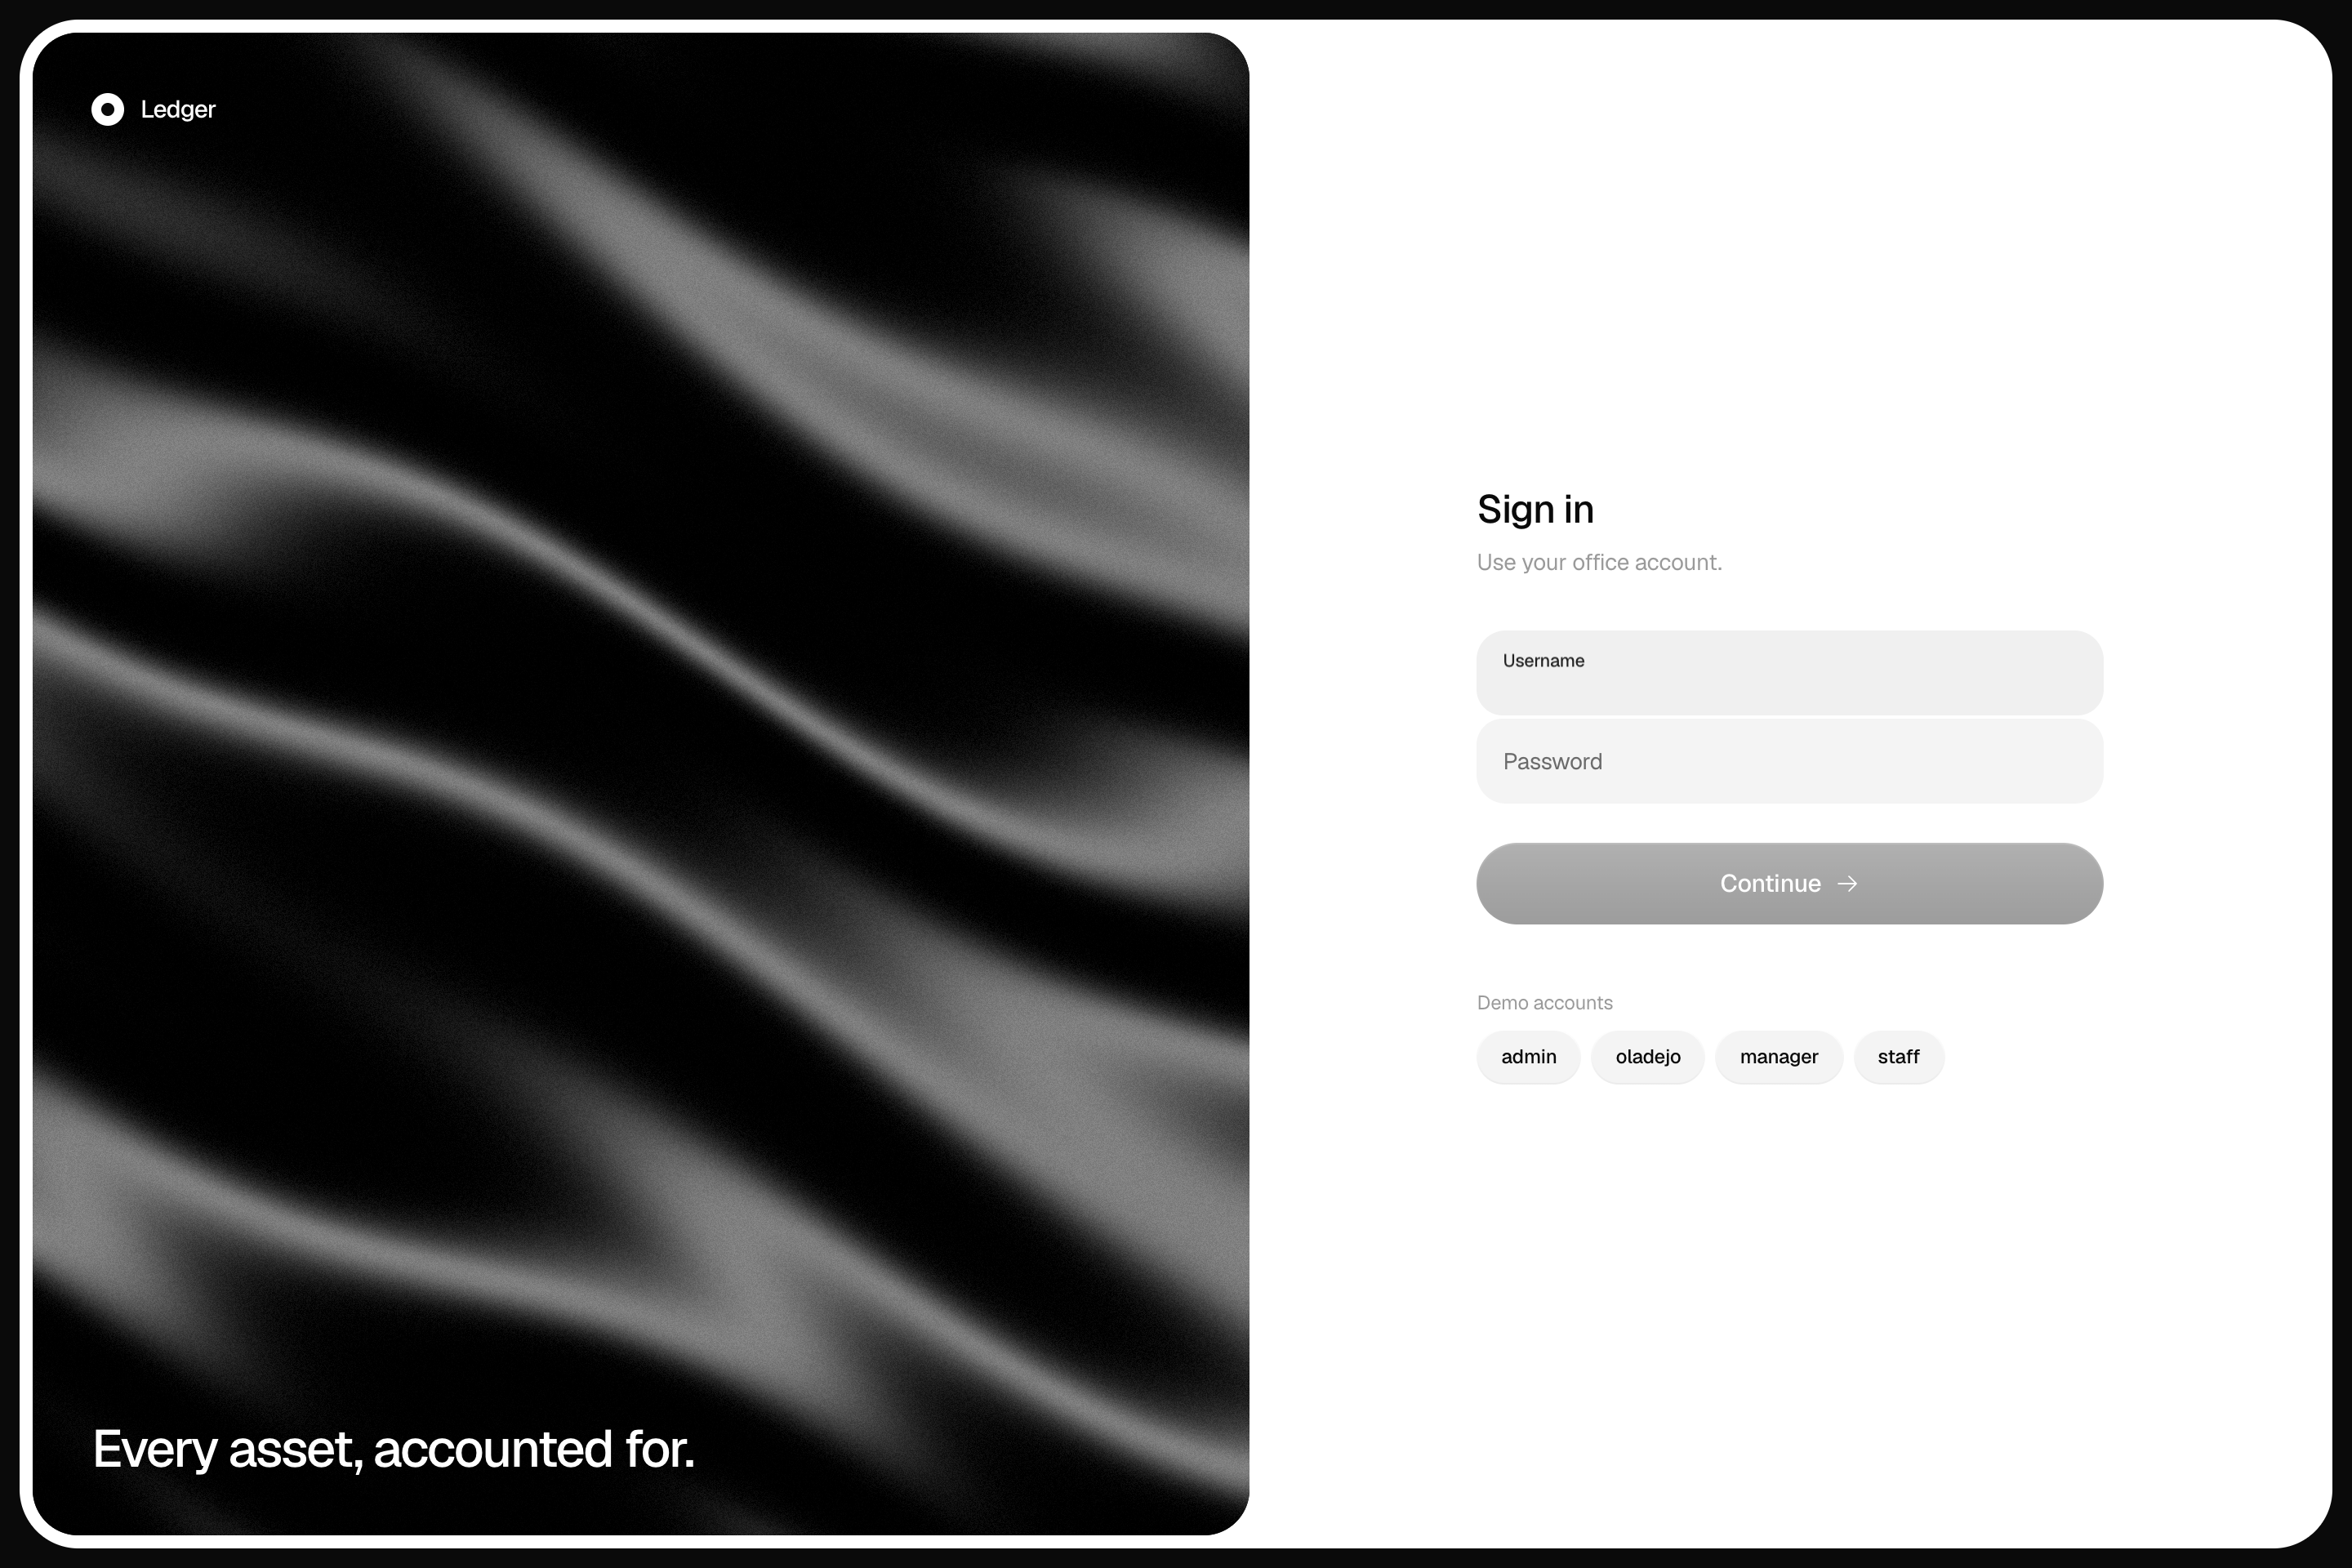 Ledger
Every asset, accounted for.
Sign in
Use your office account.
Username
Password
Continue
Demo accounts
admin oladejo manager staff